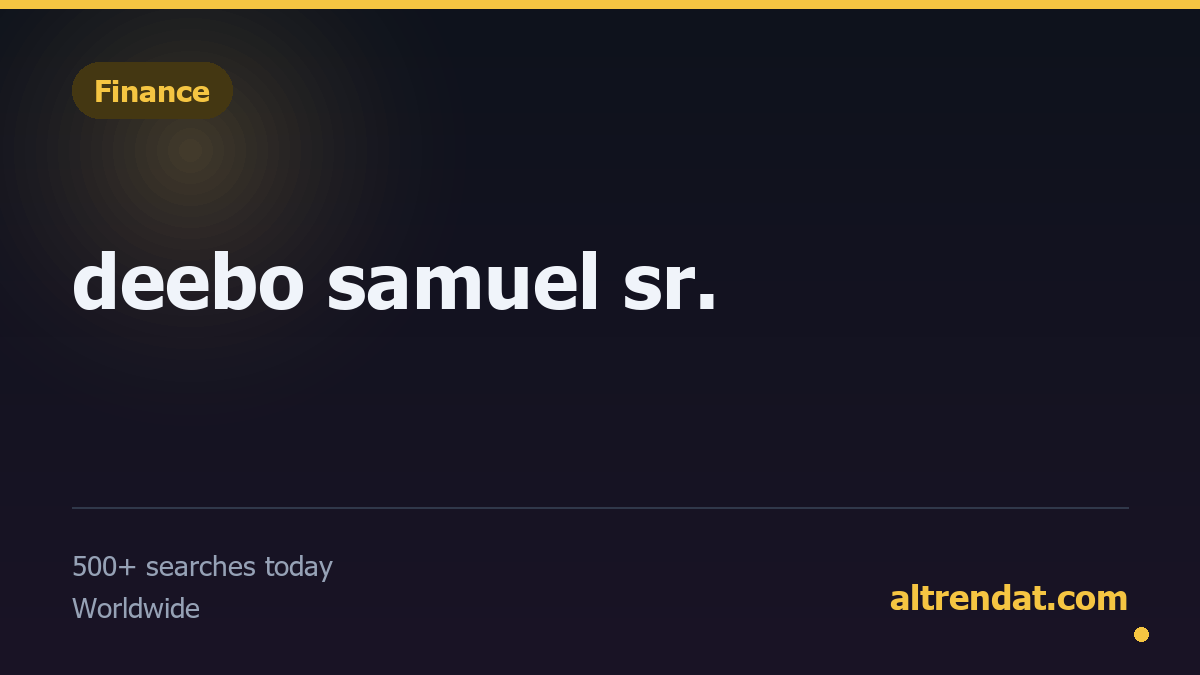 Finance
deebo samuel sr.
500+ searches today
Worldwide
altrendat.com